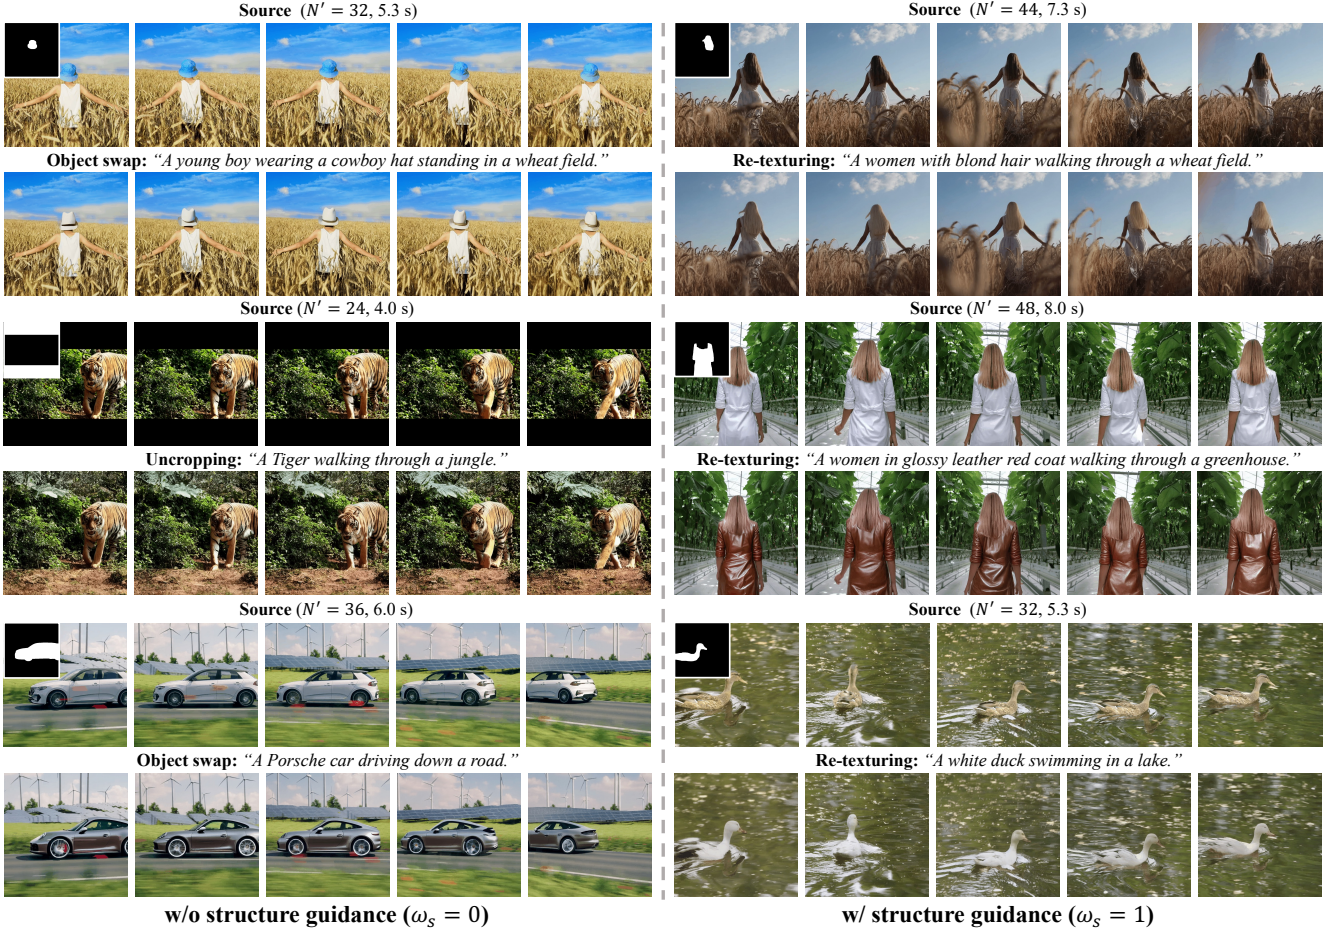 Source (N′ = 32, 5.3 s)
Object swap: “A young boy wearing a cowboy hat standing in a wheat field.”
Source (N′ = 24, 4.0 s)
Uncropping: “A Tiger walking through a jungle.”
Source (N′ = 36, 6.0 s)
Object swap: “A Porsche car driving down a road.”
w/o structure guidance (ωₛ = 0)
Source (N′ = 44, 7.3 s)
Re-texturing: “A women with blond hair walking through a wheat field.”
Source (N′ = 48, 8.0 s)
Re-texturing: “A women in glossy leather red coat walking through a greenhouse.”
Source (N′ = 32, 5.3 s)
Re-texturing: “A white duck swimming in a lake.”
w/ structure guidance (ωₛ = 1)